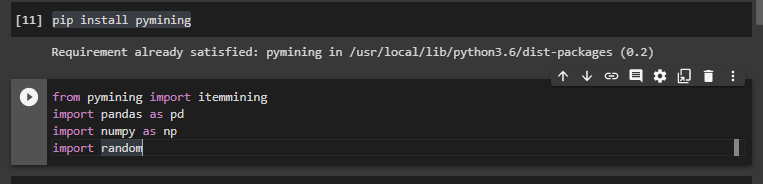 [11] pip install pymining
Requirement already satisfied: pymining in /usr/local/lib/python3.6/dist-packages (0.2)
from pymining import itemmining
import pandas as pd
import numpy as np
import random